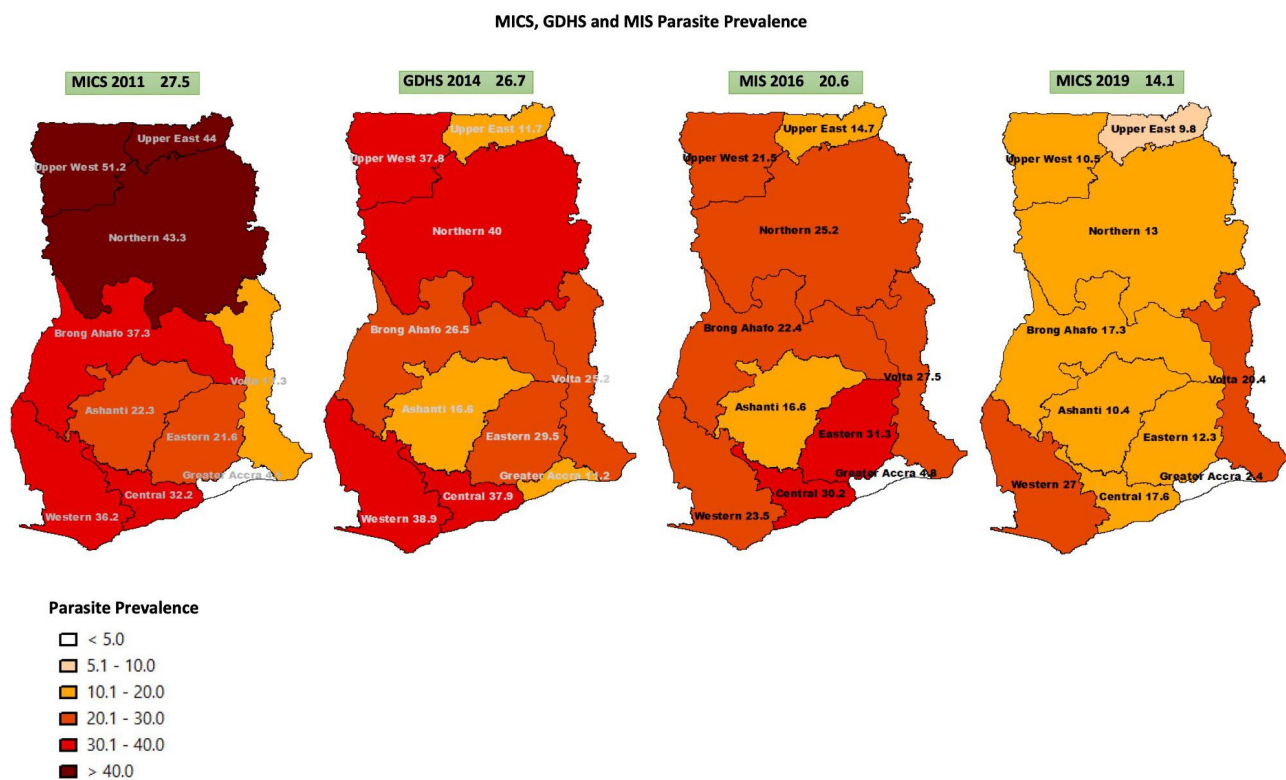 MICS, GDHS and MIS Parasite Prevalence
MICS 2011 27.5
GDHS 2014 26.7
MIS 2016 20.6
MICS 2019 14.1
Upper East 44
Upper West 51.2
Northern 43.3
Brong Ahafo 37.3
Volta
Ashanti 22.3
Eastern 21.6
Greater Accra
Central 32.2
Western 36.2
Upper East 11.7
Upper West 37.8
Northern 40
Brong Ahafo 26.5
Volta 25.2
Ashanti 16.6
Eastern 29.5
Greater Accra 11.2
Central 37.9
Western 38.9
Upper East 14.7
Upper West 21.5
Northern 25.2
Brong Ahafo 22.4
Volta 27.5
Ashanti 16.6
Eastern 31.3
Greater Accra 4.8
Central 30.2
Western 23.5
Upper East 9.8
Upper West 10.5
Northern 13
Brong Ahafo 17.3
Volta 20.4
Ashanti 10.4
Eastern 12.3
Greater Accra 2.4
Western 27
Central 17.6
Parasite Prevalence
< 5.0
5.1 - 10.0
10.1 - 20.0
20.1 - 30.0
30.1 - 40.0
> 40.0